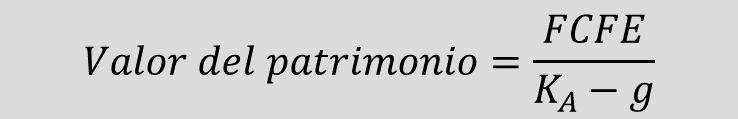 Valor del patrimonio = FCFE / (K_A − g)